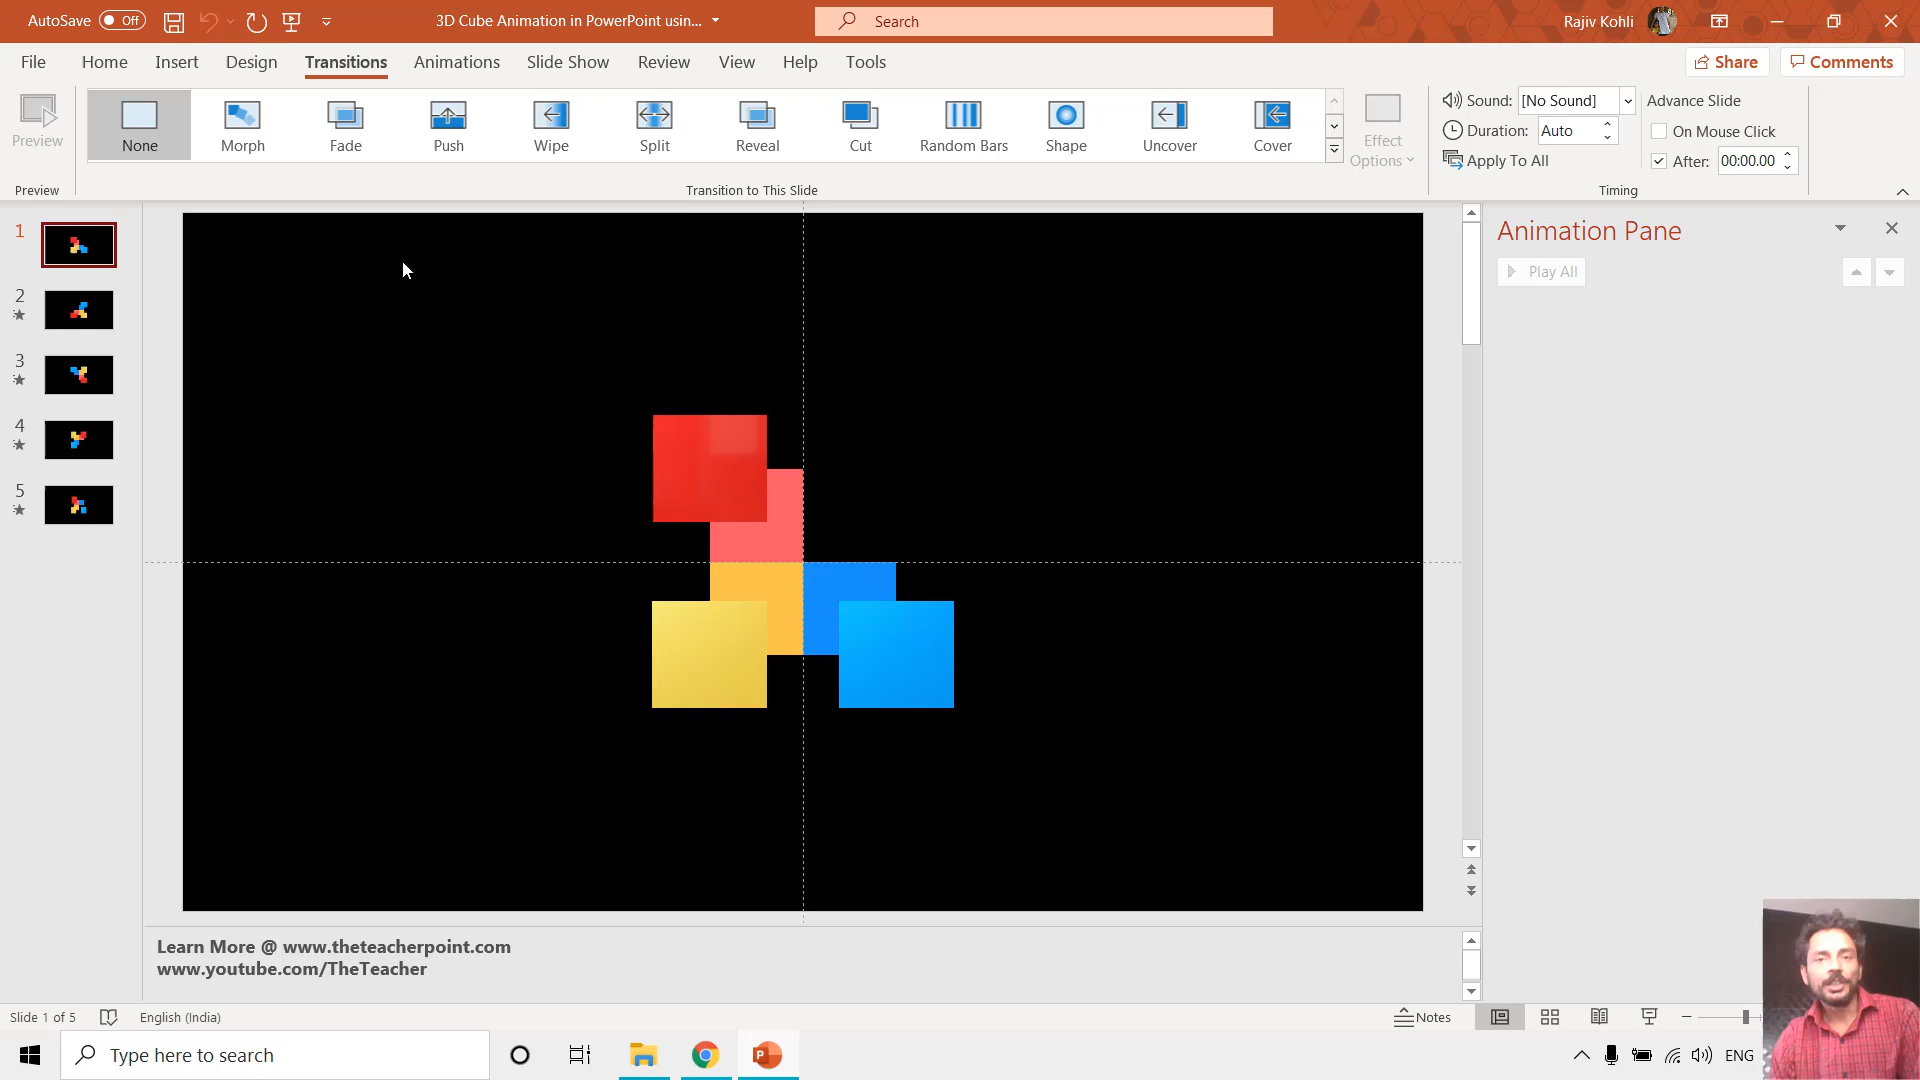 AutoSave Off
3D Cube Animation in PowerPoint usin...
Search
Rajiv Kohli
File Home Insert Design Transitions Animations Slide Show Review View Help Tools
Share Comments
Preview
None Morph Fade Push Wipe Split Reveal Cut Random Bars Shape Uncover Cover
Effect Options
Sound: [No Sound]
Duration: Auto
Apply To All
Advance Slide
On Mouse Click
After: 00:00.00
Preview
Transition to This Slide
Timing
1
2
3
4
5
Animation Pane
Play All
Learn More @ www.theteacherpoint.com
www.youtube.com/TheTeacher
Slide 1 of 5 English (India)
Notes
Type here to search
ENG